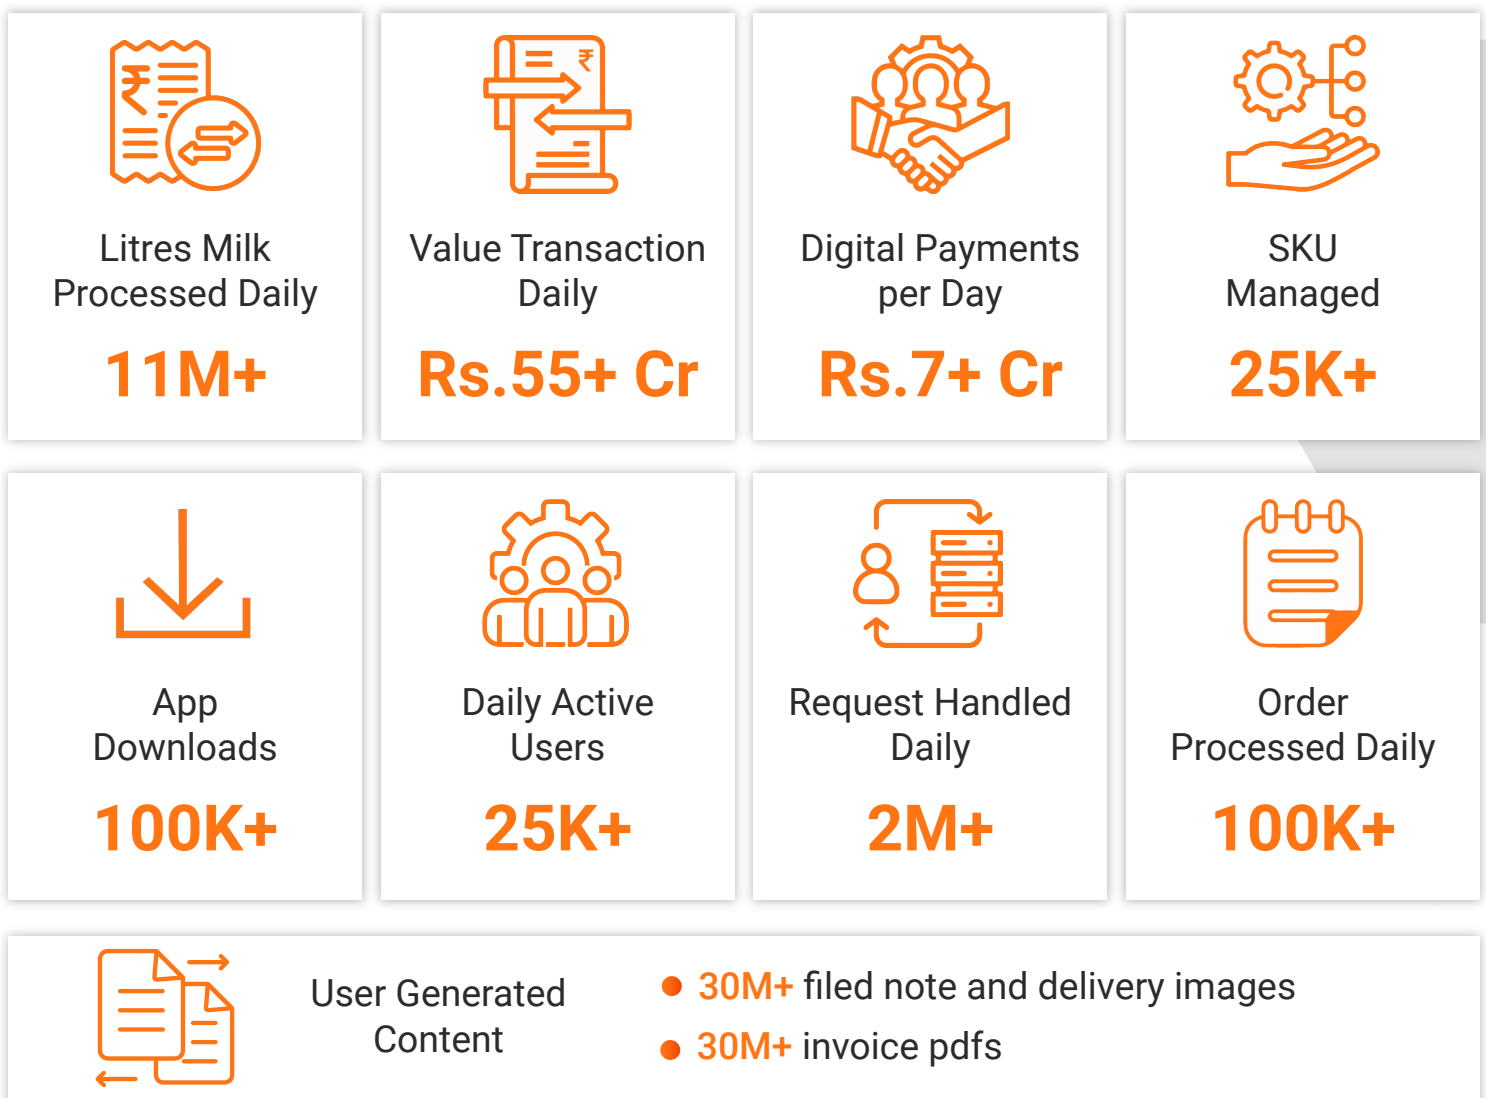 Litres Milk
Processed Daily
11M+
Value Transaction
Daily
Rs.55+ Cr
Digital Payments
per Day
Rs.7+ Cr
SKU
Managed
25K+
App
Downloads
100K+
Daily Active
Users
25K+
Request Handled
Daily
2M+
Order
Processed Daily
100K+
User Generated
Content
30M+ filed note and delivery images
30M+ invoice pdfs